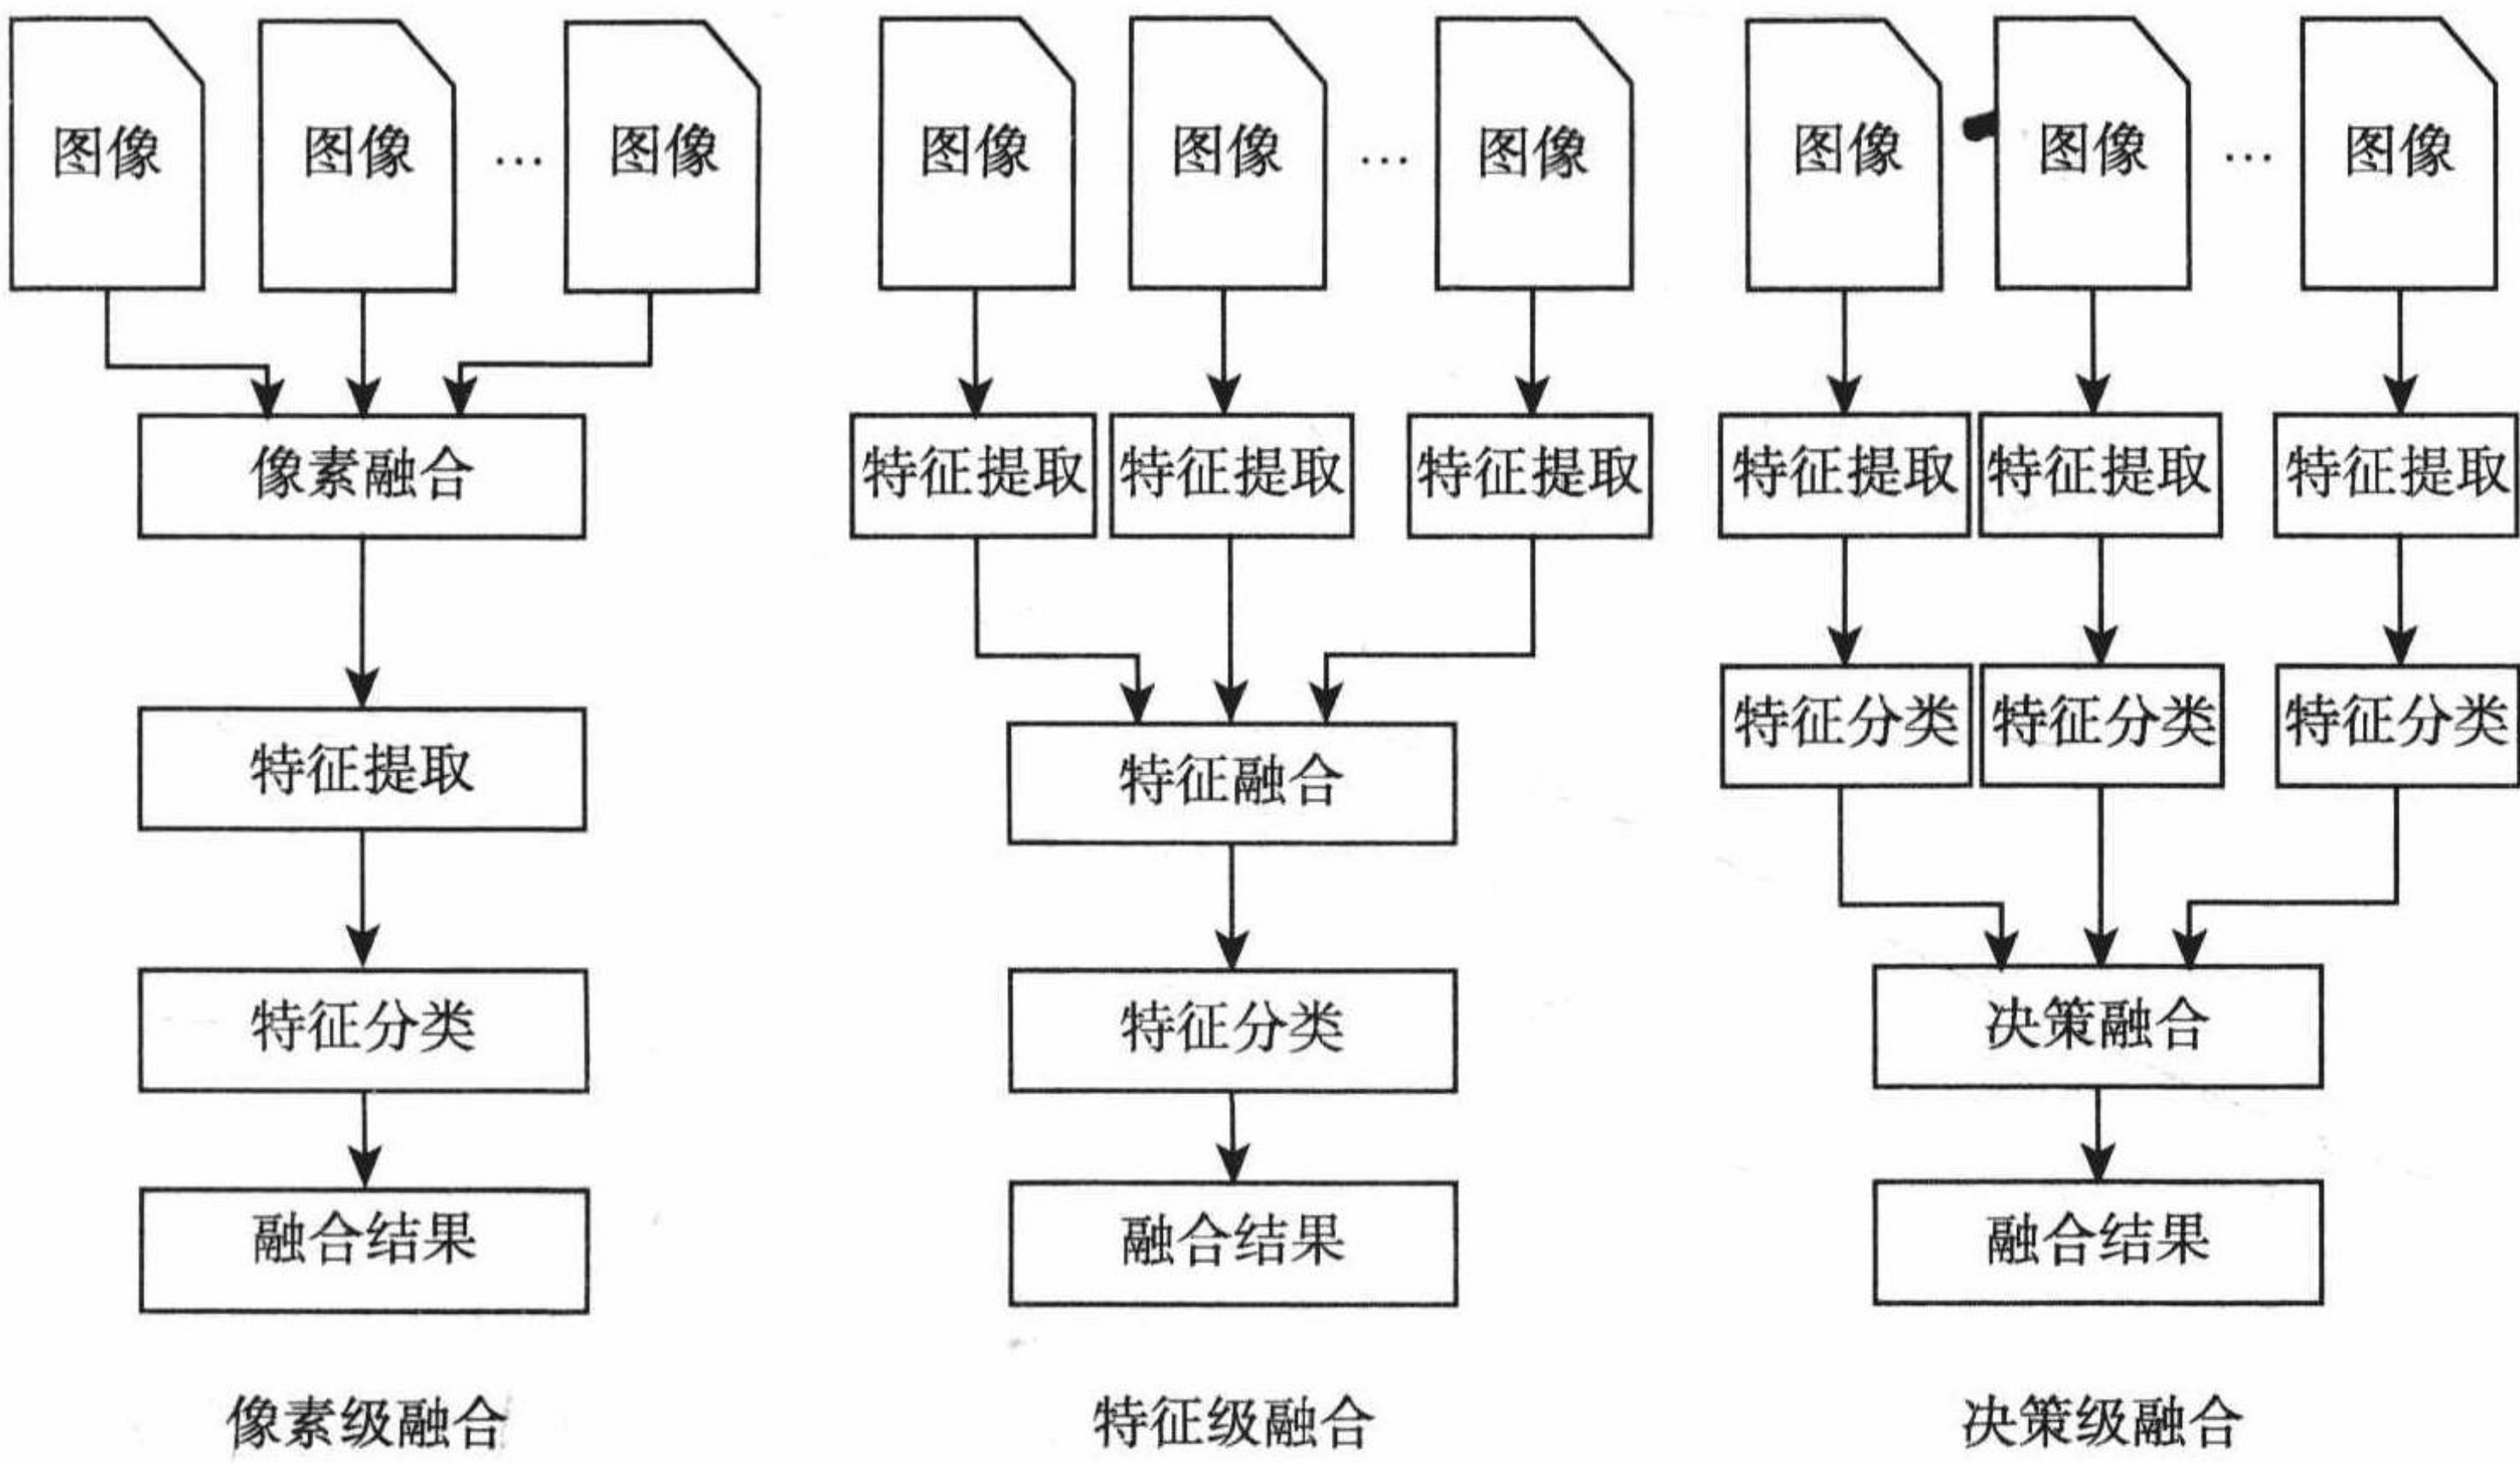 图像 图像 … 图像 图像 图像 … 图像 图像 图像 … 图像
像素融合 特征提取 特征提取 特征提取 特征提取 特征提取 特征提取
特征提取 特征融合 特征分类 特征分类 特征分类
特征分类 特征分类 决策融合
融合结果 融合结果 融合结果
像素级融合 特征级融合 决策级融合